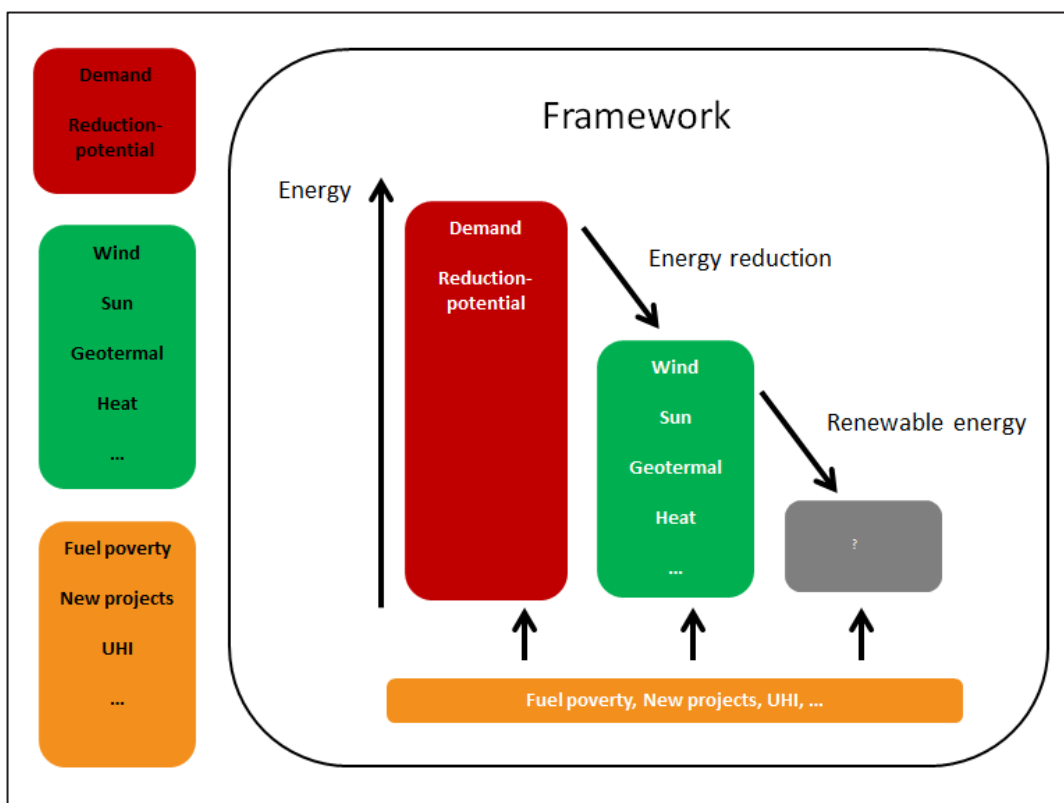 Demand
Reduction-
potential
Wind
Sun
Geotermal
Heat
...
Fuel poverty
New projects
UHI
...
Framework
Energy
Demand
Reduction-
potential
Energy reduction
Wind
Sun
Geotermal
Heat
...
Renewable energy
?
Fuel poverty, New projects, UHI, ...